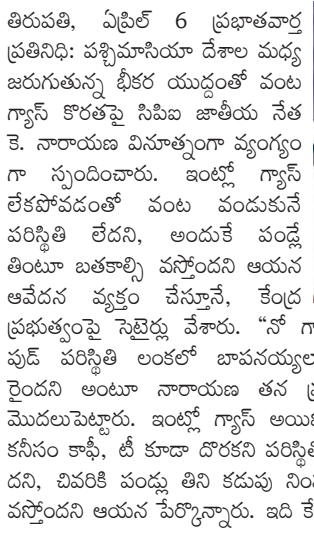 తిరుపతి, ఏప్రిల్ 6 ప్రభాతవార్త
ప్రతినిధి: పశ్చిమాసియా దేశాల మధ్య
జరుగుతున్న భీకర యుద్దంతో వంట
గ్యాస్ కొరతపై సిపిఐ జాతీయ నేత
కె. నారాయణ వినూత్నంగా వ్యంగ్యం
గా స్పందించారు. ఇంట్లో గ్యాస్
లేకపోవడంతో వంట వండుకునే
పరిస్థితి లేదని, అందుకే పండ్లే
తింటూ బతకాల్సి వస్తోందని ఆయన
ఆవేదన వ్యక్తం చేస్తూనే, కేంద్ర
ప్రభుత్వంపై సెటైర్లు వేశారు. “నో
పుడ్ పరిస్థితి లంకలో బాపనయ్యల
రైందని అంటూ నారాయణ తన
మొదలుపెట్టారు. ఇంట్లో గ్యాస్
కనీసం కాఫీ, టీ కూడా దొరకని
దని, చివరికి పండ్లు తిని కడుపు
వస్తోందని ఆయన పేర్కొన్నారు. ఇది